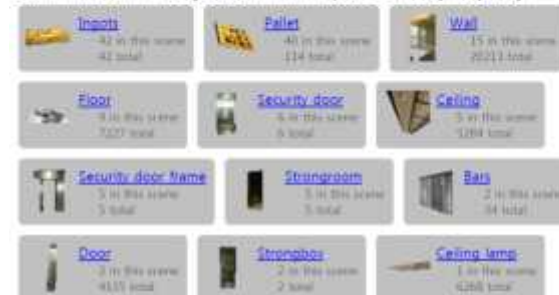 Ingots
42 in this scene
42 total
Pallet
40 in this scene
114 total
Wall
15 in this scene
20213 total
Floor
9 in this scene
7227 total
Security door
6 in this scene
6 total
Ceiling
5 in this scene
5284 total
Security door frame
5 in this scene
5 total
Strongroom
5 in this scene
5 total
Bars
2 in this scene
34 total
Door
2 in this scene
4135 total
Strongbox
2 in this scene
2 total
Ceiling lamp
1 in this scene
6268 total